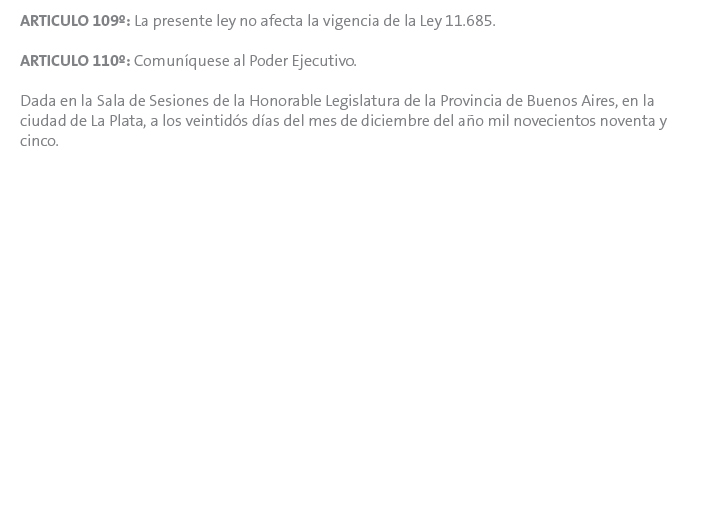 ARTICULO 109º: La presente ley no afecta la vigencia de la Ley 11.685.
ARTICULO 110º: Comuníquese al Poder Ejecutivo.
Dada en la Sala de Sesiones de la Honorable Legislatura de la Provincia de Buenos Aires, en la
ciudad de La Plata, a los veintidós días del mes de diciembre del año mil novecientos noventa y
cinco.